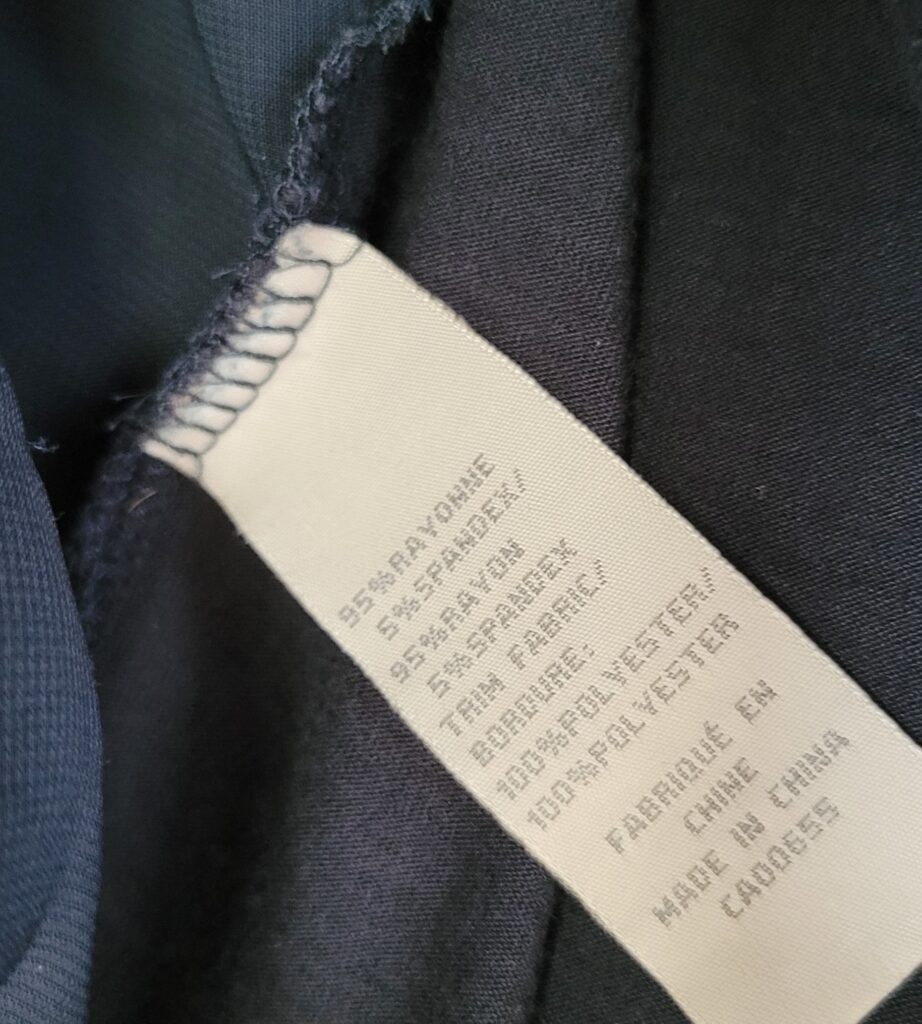 95%RAYONNE
5%SPANDEX/
95%RAYON
5%SPANDEX
TRIM FABRIC/
BORDURE:
100%POLYESTER/
100%POLYESTER
FABRIQUÉ EN
CHINE
MADE IN CHINA
CA00655